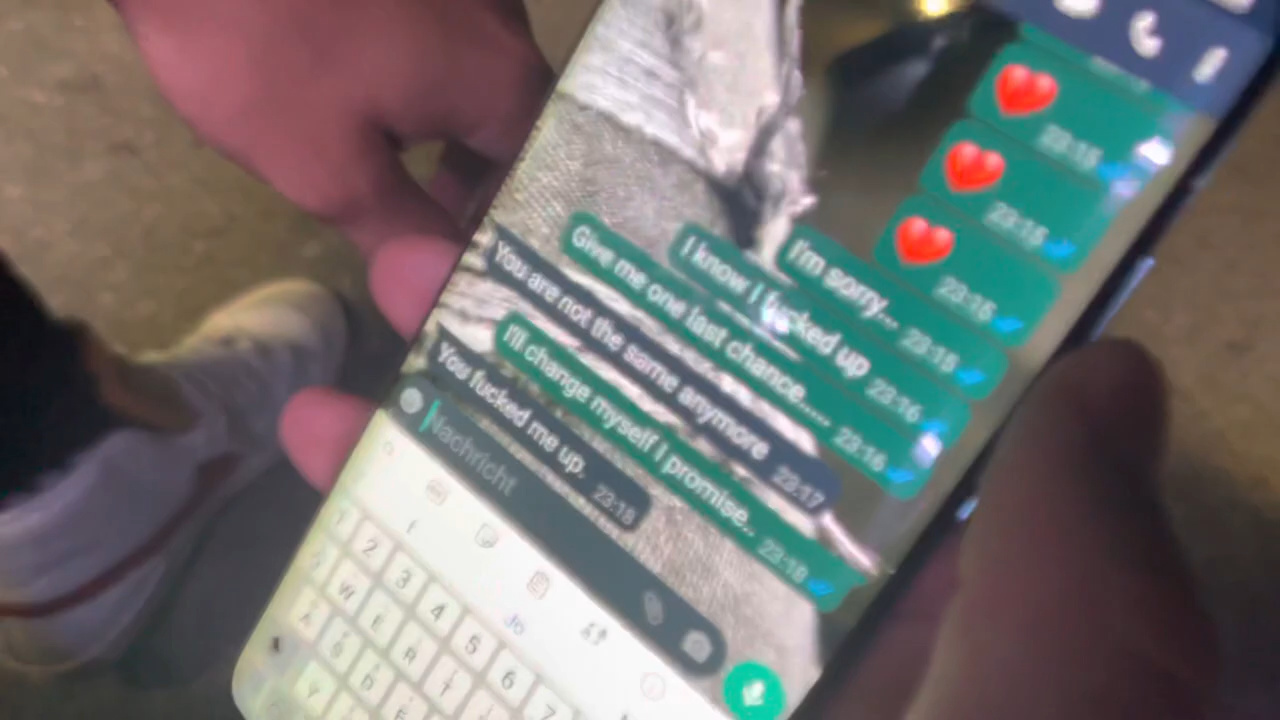 ❤️
23:15
❤️
23:15
❤️
23:15
I'm sorry... 23:15
I know I fucked up 23:16
Give me one last chance.... 23:16
You are not the same anymore 23:17
I'll change myself I promise.. 23:18
You fucked me up. 23:18
Nachricht
2 3 4 5 6 7
W E R T
A
Y